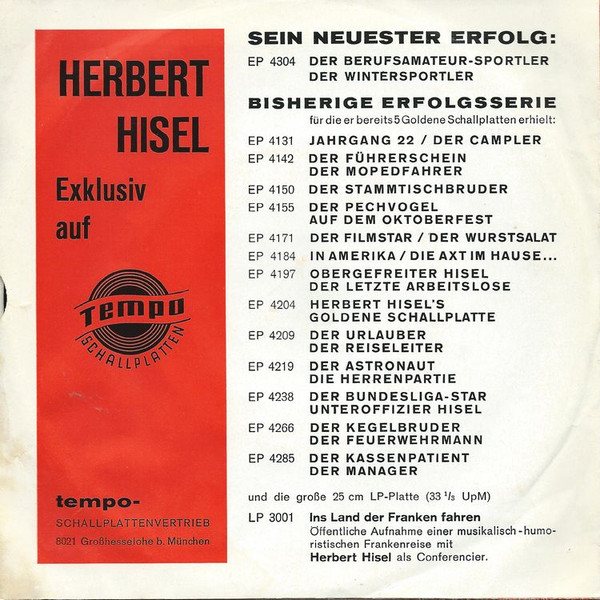 HERBERT
HISEL
Exklusiv
auf
Tempo
SCHALLPLATTEN
tempo-
SCHALLPLATTENVERTRIEB
8021 Großhesselohe b. München
SEIN NEUESTER ERFOLG:
EP 4304 DER BERUFSAMATEUR-SPORTLER
DER WINTERSPORTLER
BISHERIGE ERFOLGSSERIE
für die er bereits 5 Goldene Schallplatten erhielt:
EP 4131 JAHRGANG 22 / DER CAMPLER
EP 4142 DER FÜHRERSCHEIN
DER MOPEDFAHRER
EP 4150 DER STAMMTISCHBRUDER
EP 4155 DER PECHVOGEL
AUF DEM OKTOBERFEST
EP 4171 DER FILMSTAR / DER WURSTSALAT
EP 4184 IN AMERIKA / DIE AXT IM HAUSE...
EP 4197 OBERGEFREITER HISEL
DER LETZTE ARBEITSLOSE
EP 4204 HERBERT HISEL'S
GOLDENE SCHALLPLATTE
EP 4209 DER URLAUBER
DER REISELEITER
EP 4219 DER ASTRONAUT
DIE HERRENPARTIE
EP 4238 DER BUNDESLIGA-STAR
UNTEROFFIZIER HISEL
EP 4266 DER KEGELBRUDER
DER FEUERWEHRMANN
EP 4285 DER KASSENPATIENT
DER MANAGER
und die große 25 cm LP-Platte (33 1/3 UpM)
LP 3001 Ins Land der Franken fahren
Öffentliche Aufnahme einer musikalisch-humo-
ristischen Frankenreise mit
Herbert Hisel als Conferencier.